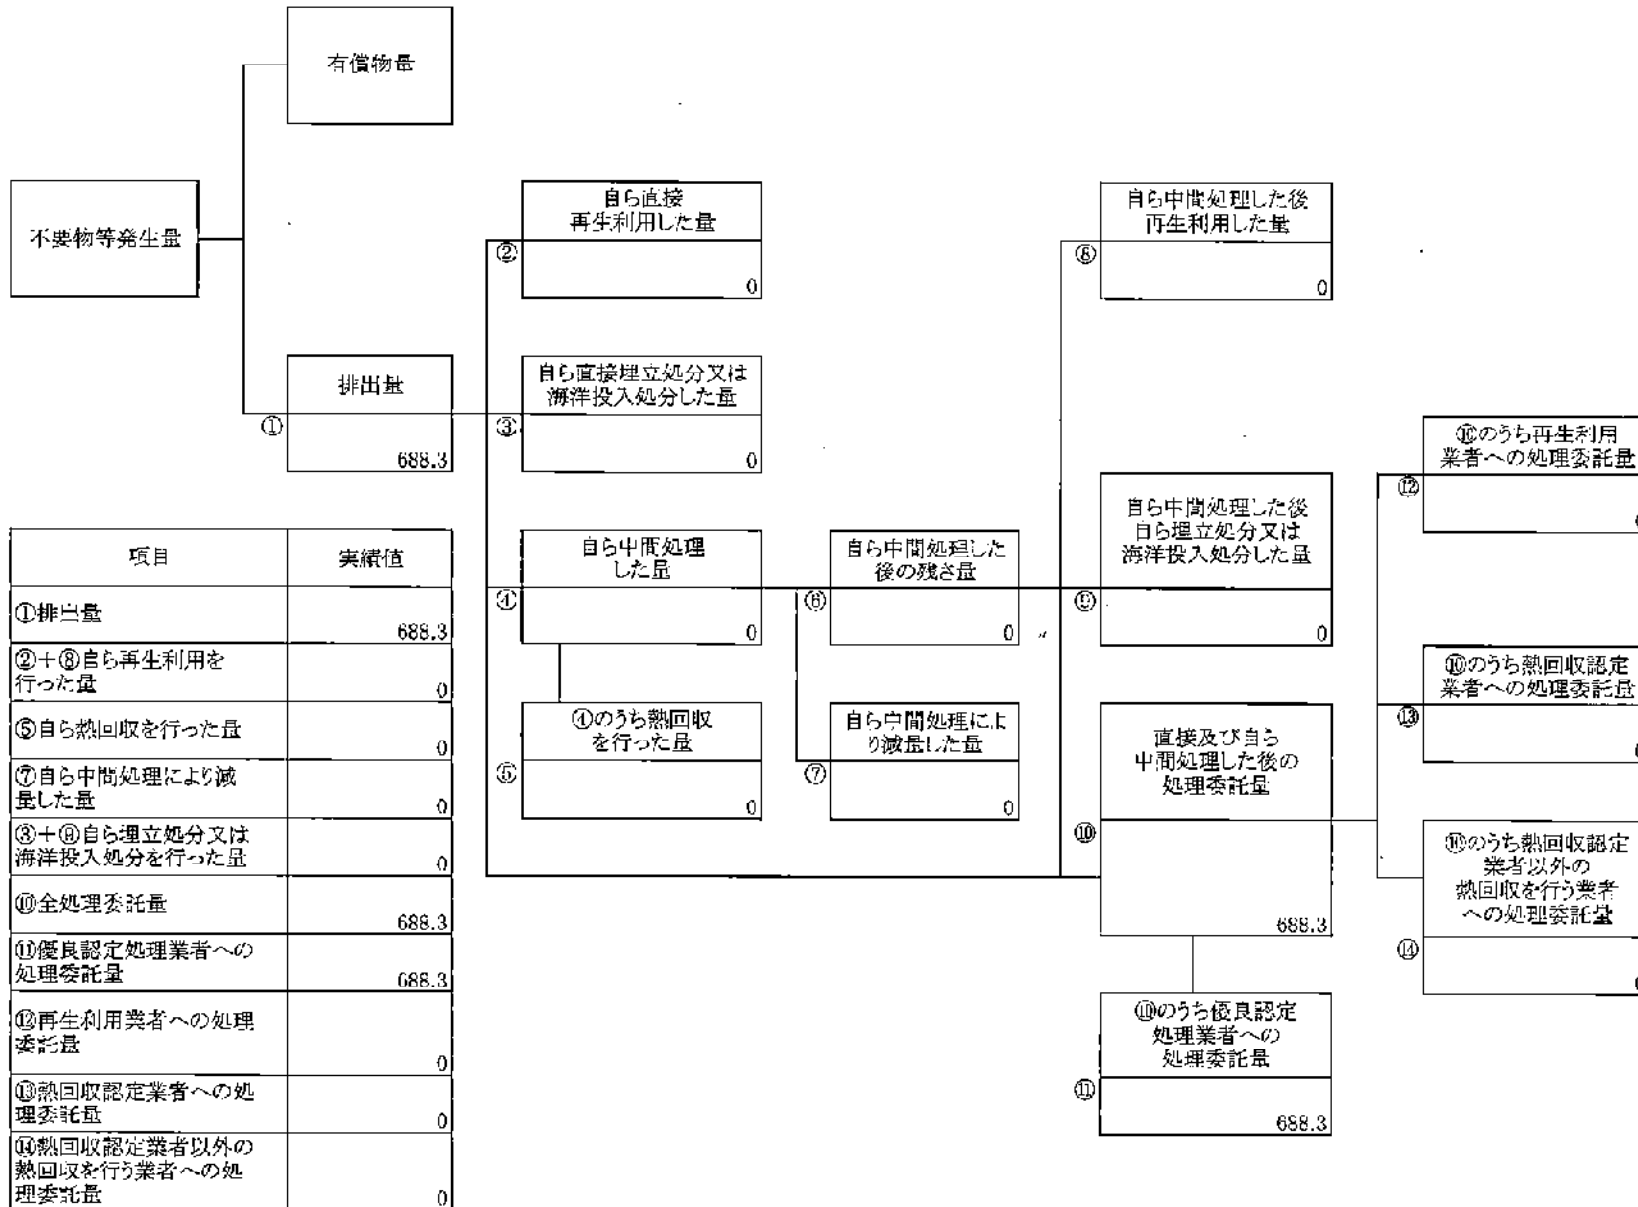 有償物量
不要物等発生量
自ら直接
再生利用した量
②
0
自ら中間処理した後
再生利用した量
⑧
0
排出量
①
688.3
自ら直接埋立処分又は
海洋投入処分した量
③
0
⑩のうち再生利用
業者への処理委託量
⑫
自ら中間処理
した量
④
0
自ら中間処理した
後の残さ量
⑥
0
自ら中間処理した後
自ら埋立処分又は
海洋投入処分した量
⑨
0
⑩のうち熱回収認定
業者への処理委託量
⑬
④のうち熱回収
を行った量
⑤
0
自ら中間処理によ
り減量した量
⑦
0
直接及び自ら
中間処理した後の
処理委託量
⑩
688.3
⑩のうち熱回収認定
業者以外の
熱回収を行う業者
への処理委託量
⑭
⑩のうち優良認定
処理業者への
処理委託量
⑪
688.3
項目 実績値
①排出量
688.3
②+⑧自ら再生利用を
行った量
0
⑤自ら熱回収を行った量
0
⑦自ら中間処理により減
量した量
0
③+⑨自ら埋立処分又は
海洋投入処分を行った量
0
⑩全処理委託量
688.3
⑪優良認定処理業者への
処理委託量
688.3
⑫再生利用業者への処理
委託量
0
⑬熱回収認定業者への処
理委託量
0
⑭熱回収認定業者以外の
熱回収を行う業者への処
理委託量
0